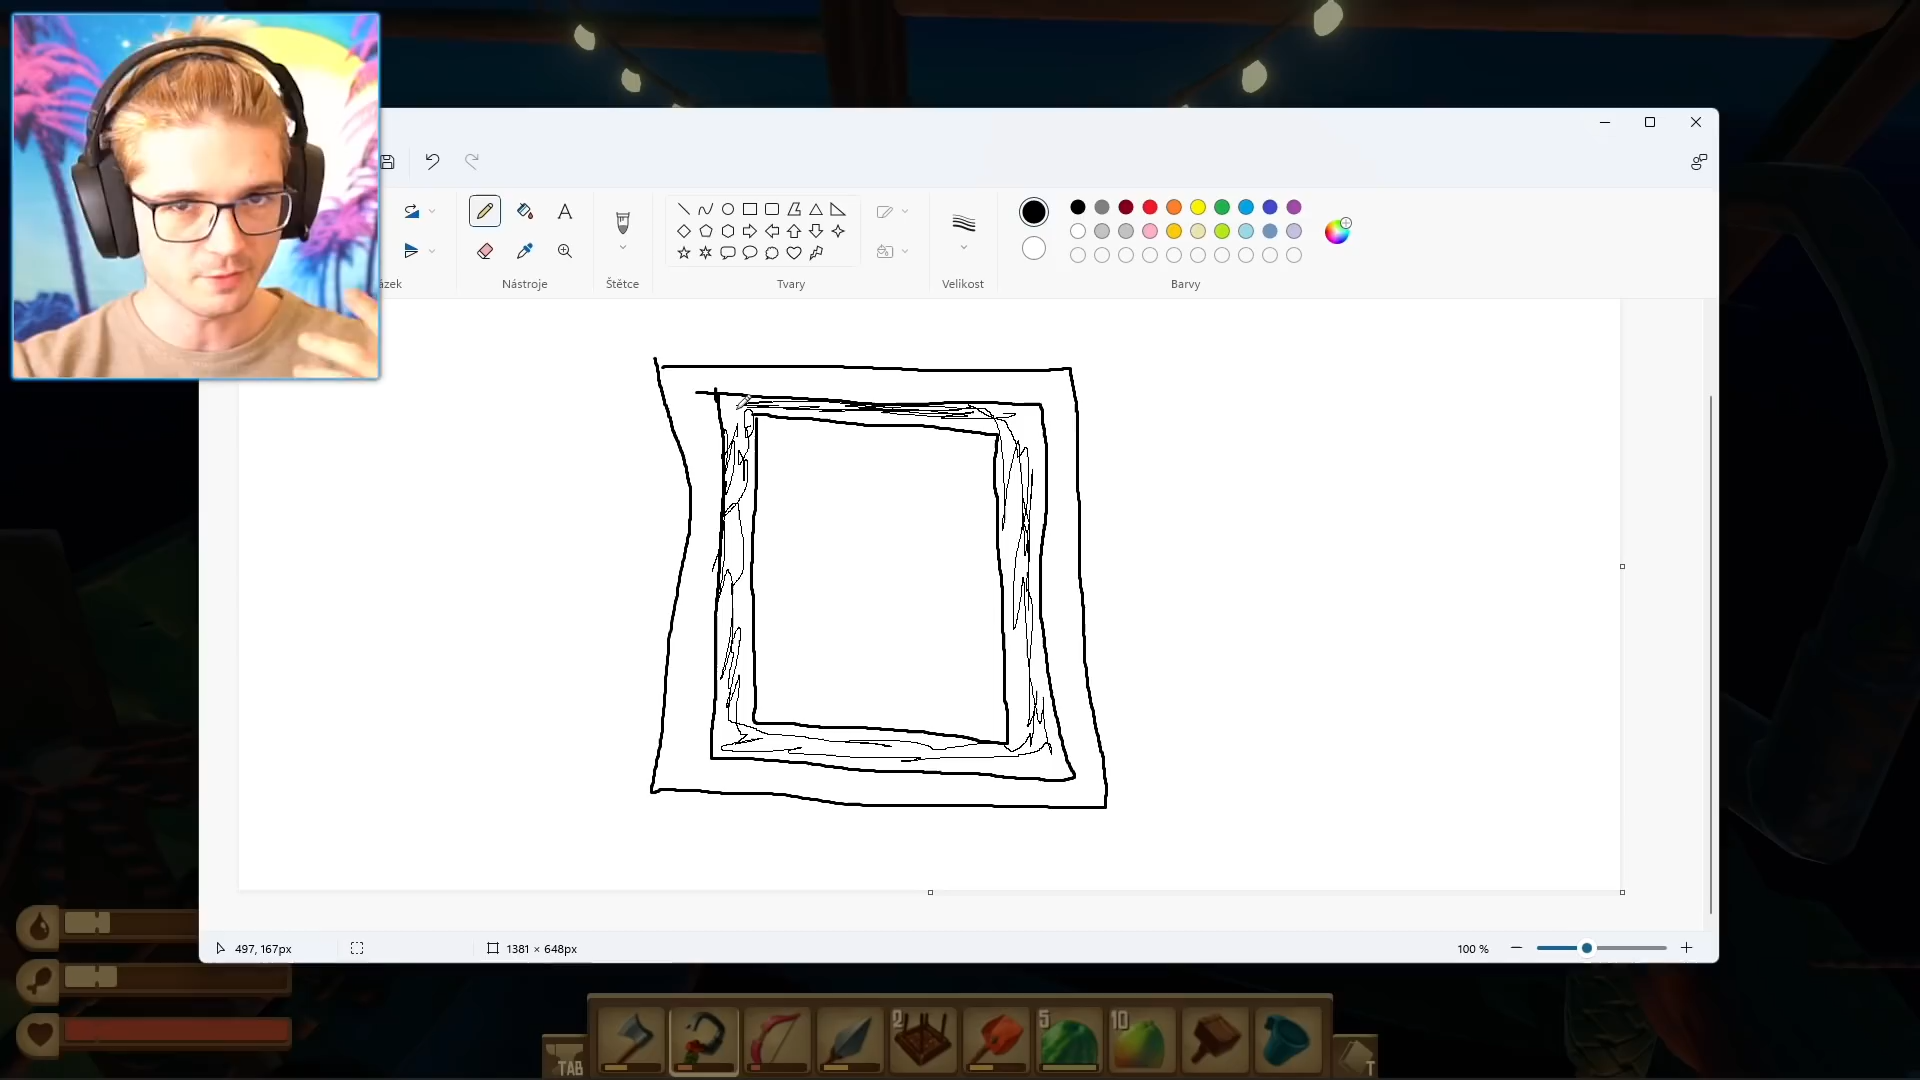 ázek
Nástroje
Štětce
Tvary
Velikost
Barvy
497, 167px
1381 × 648px
100 %
2
5
10
TAB
T